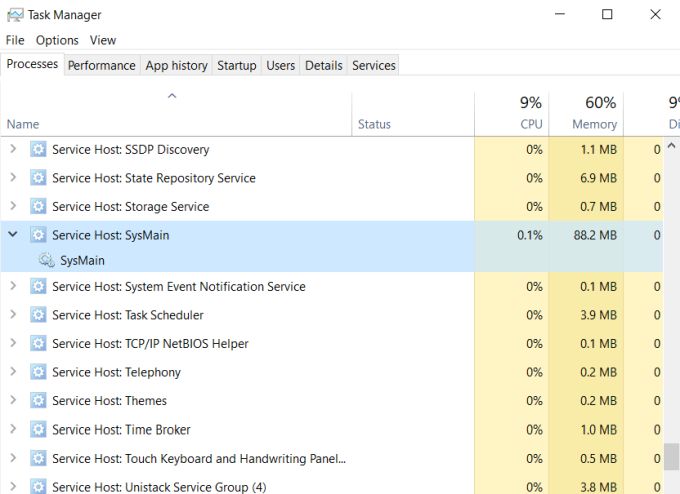 Task Manager
File Options View
Processes Performance App history Startup Users Details Services
9% 60% 9%
Name Status CPU Memory
Service Host: SSDP Discovery 0% 1.1 MB 0
Service Host: State Repository Service 0% 6.9 MB 0
Service Host: Storage Service 0% 0.7 MB 0
Service Host: SysMain 0.1% 88.2 MB 0
SysMain
Service Host: System Event Notification Service 0% 0.1 MB 0
Service Host: Task Scheduler 0% 3.9 MB 0
Service Host: TCP/IP NetBIOS Helper 0% 0.1 MB 0
Service Host: Telephony 0% 0.2 MB 0
Service Host: Themes 0% 0.2 MB 0
Service Host: Time Broker 0% 1.0 MB 0
Service Host: Touch Keyboard and Handwriting Panel... 0% 0.5 MB 0
Service Host: Unistack Service Group (4) 0% 3.8 MB 0